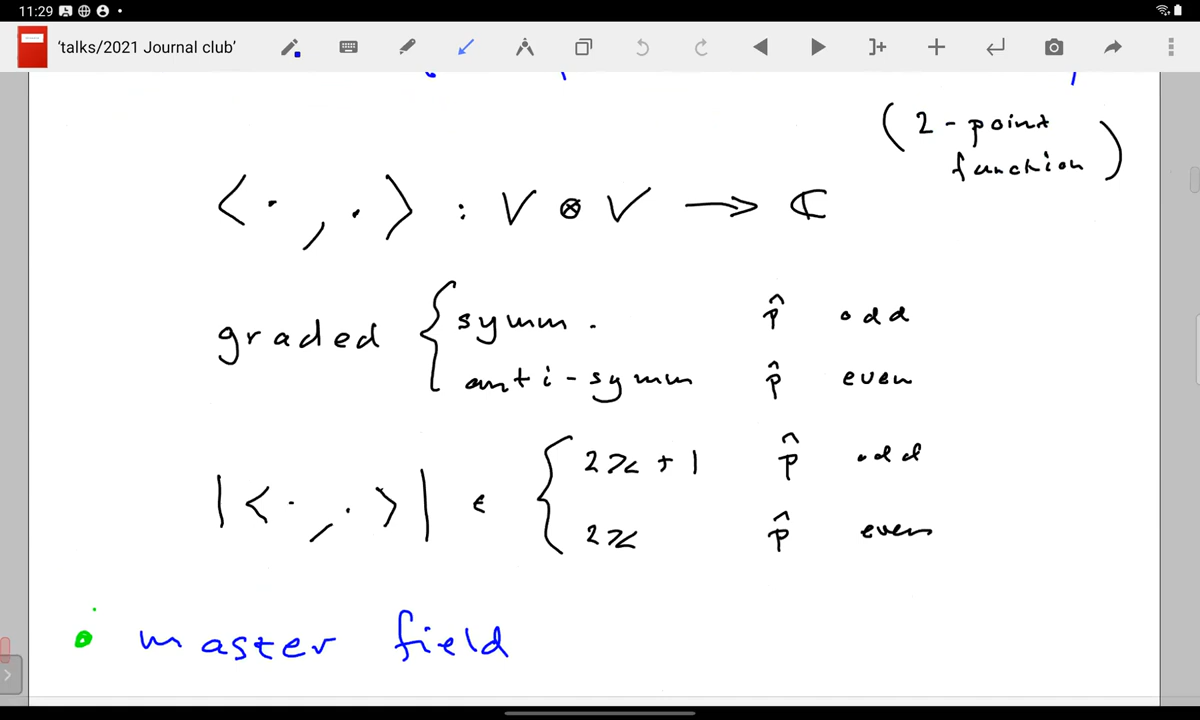 11:29
'talks/2021 Journal club'
( 2 - point
function )
< · , · > : V ⊗ V → ℂ
graded { symm. p̂ odd
anti-symm p̂ even
|< · , · >| ∈ { 2ℤ + 1 p̂ odd
2ℤ p̂ even
• master field